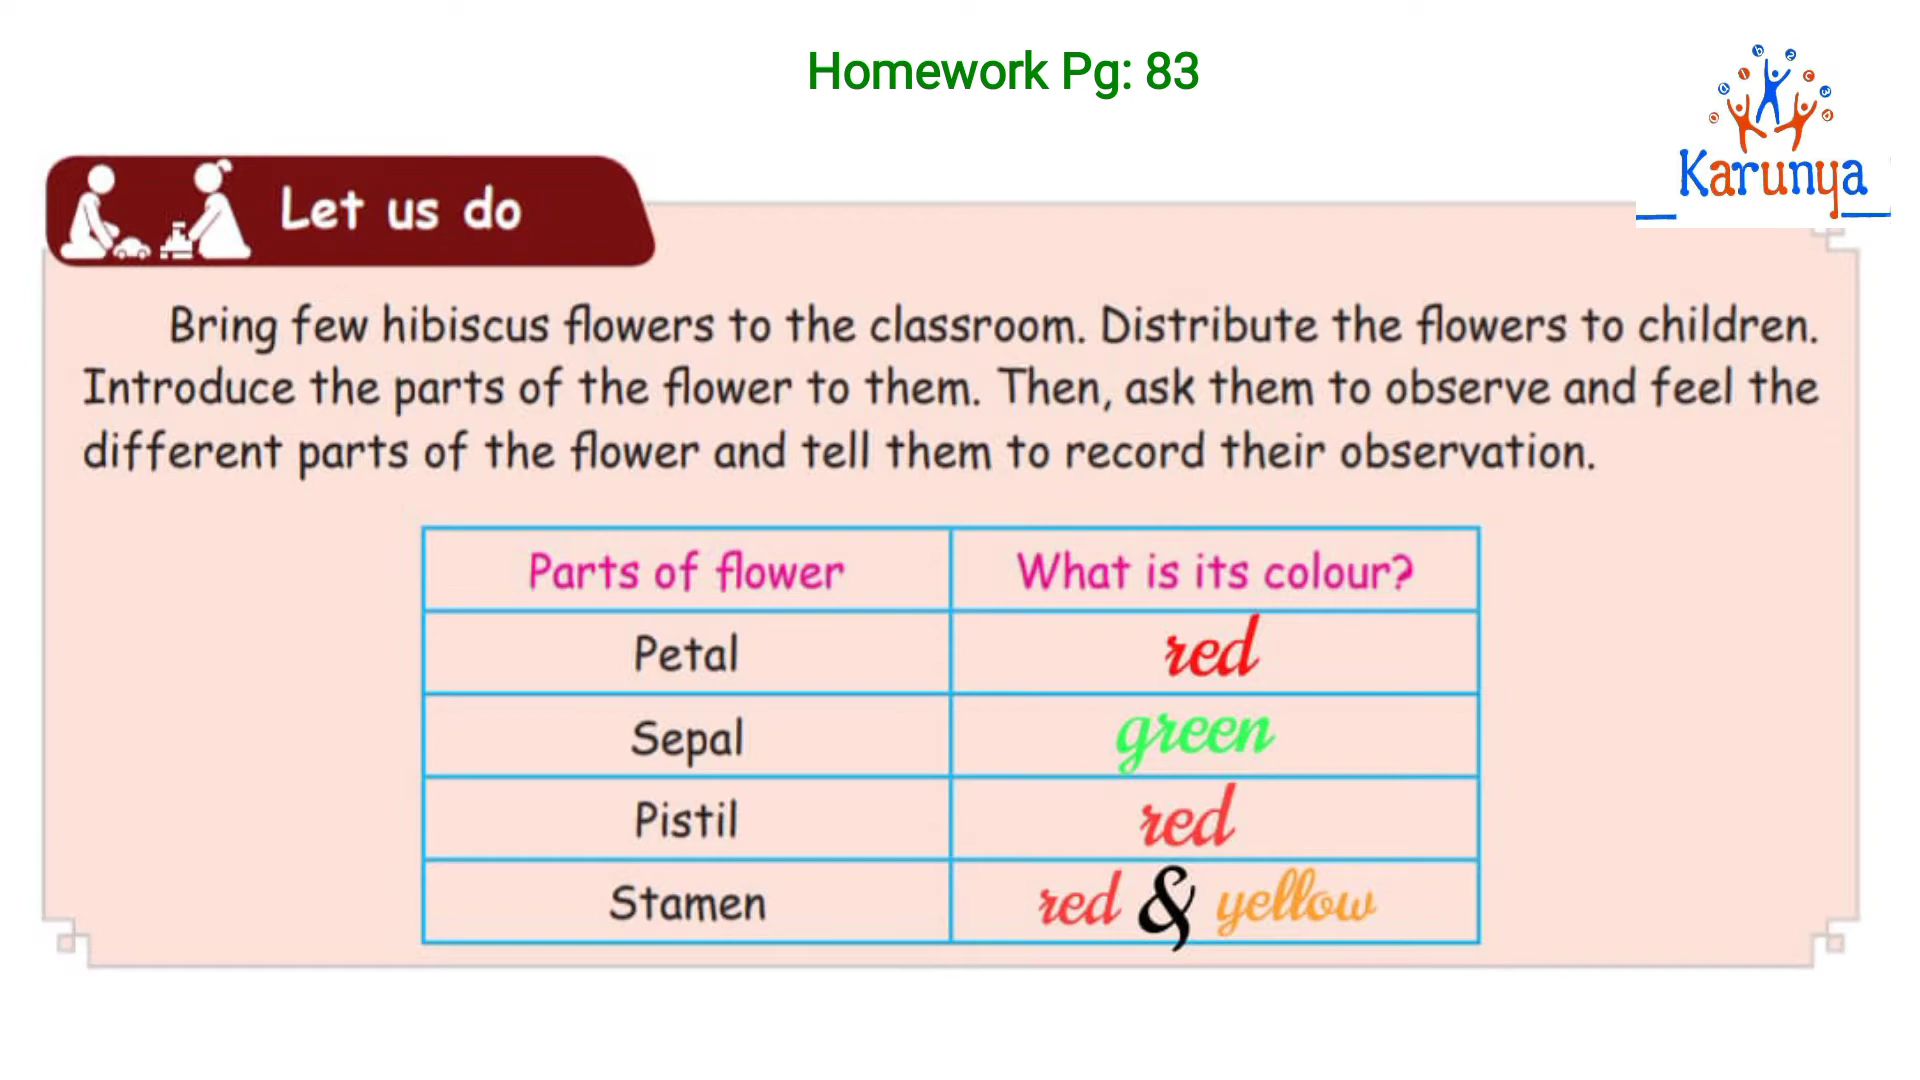 Homework Pg: 83
Karunya
Let us do
Bring few hibiscus flowers to the classroom. Distribute the flowers to children.
Introduce the parts of the flower to them. Then, ask them to observe and feel the
different parts of the flower and tell them to record their observation.
Parts of flower What is its colour?
Petal red
Sepal green
Pistil red
Stamen red & yellow